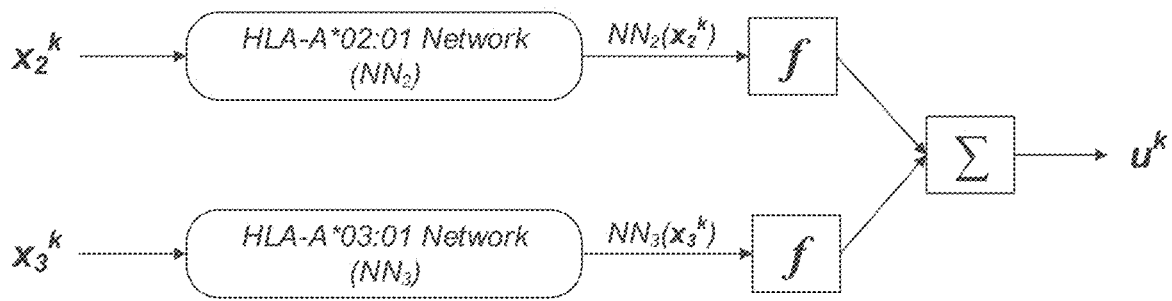 x₂ᵏ
HLA-A*02:01 Network
(NN₂)
NN₂(x₂ᵏ)
f
∑
uᵏ
x₃ᵏ
HLA-A*03:01 Network
(NN₃)
NN₃(x₃ᵏ)
f